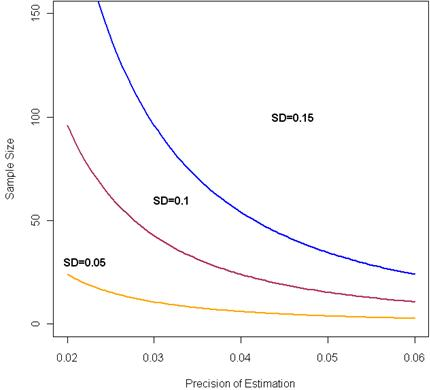 150
100
50
0
Sample Size
SD=0.15
SD=0.1
SD=0.05
0.02 0.03 0.04 0.05 0.06
Precision of Estimation